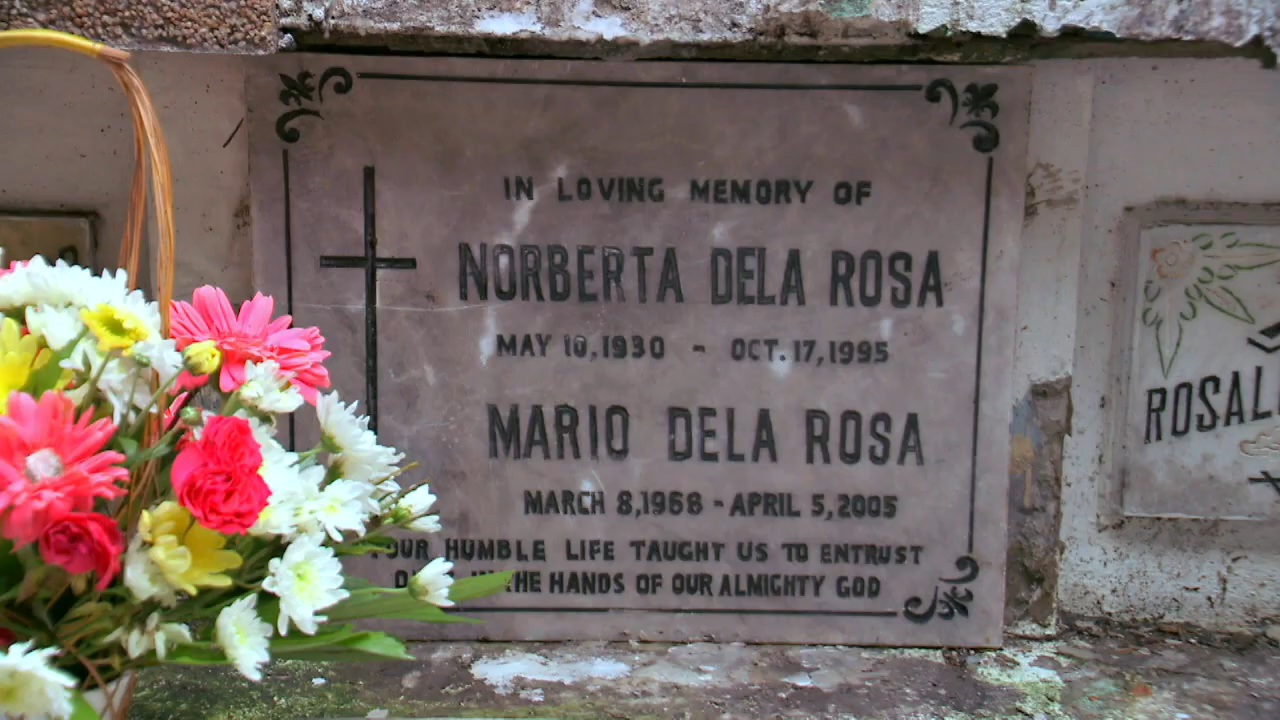 IN LOVING MEMORY OF
NORBERTA DELA ROSA
MAY 10, 1930 - OCT. 17, 1995
MARIO DELA ROSA
MARCH 8, 1968 - APRIL 5, 2005
OUR HUMBLE LIFE TAUGHT US TO ENTRUST
THE HANDS OF OUR ALMIGHTY GOD
ROSAL